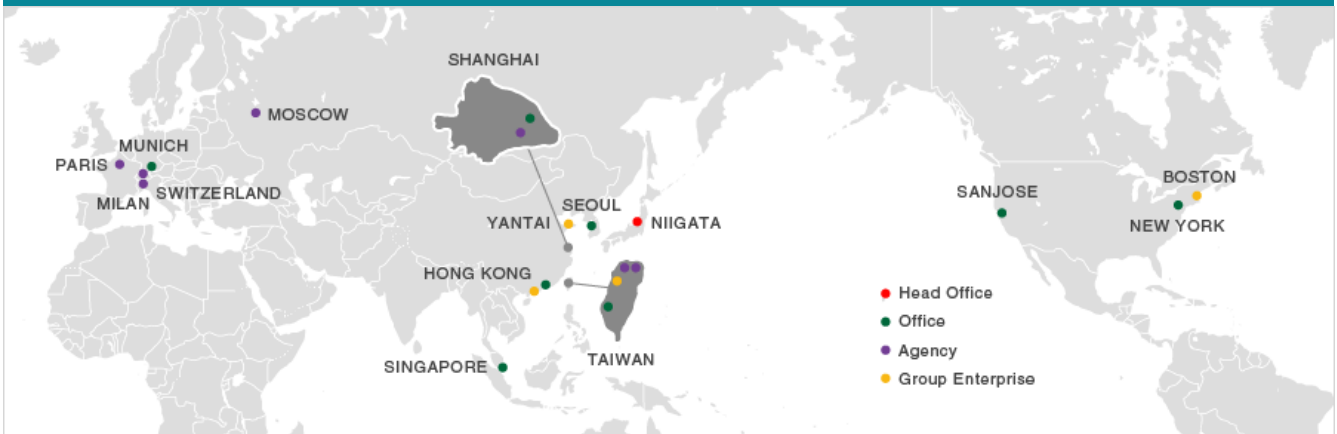 SHANGHAI
MOSCOW
MUNICH
PARIS
SWITZERLAND
MILAN
SEOUL
YANTAI
NIIGATA
HONG KONG
TAIWAN
SINGAPORE
SANJOSE
BOSTON
NEW YORK
Head Office
Office
Agency
Group Enterprise